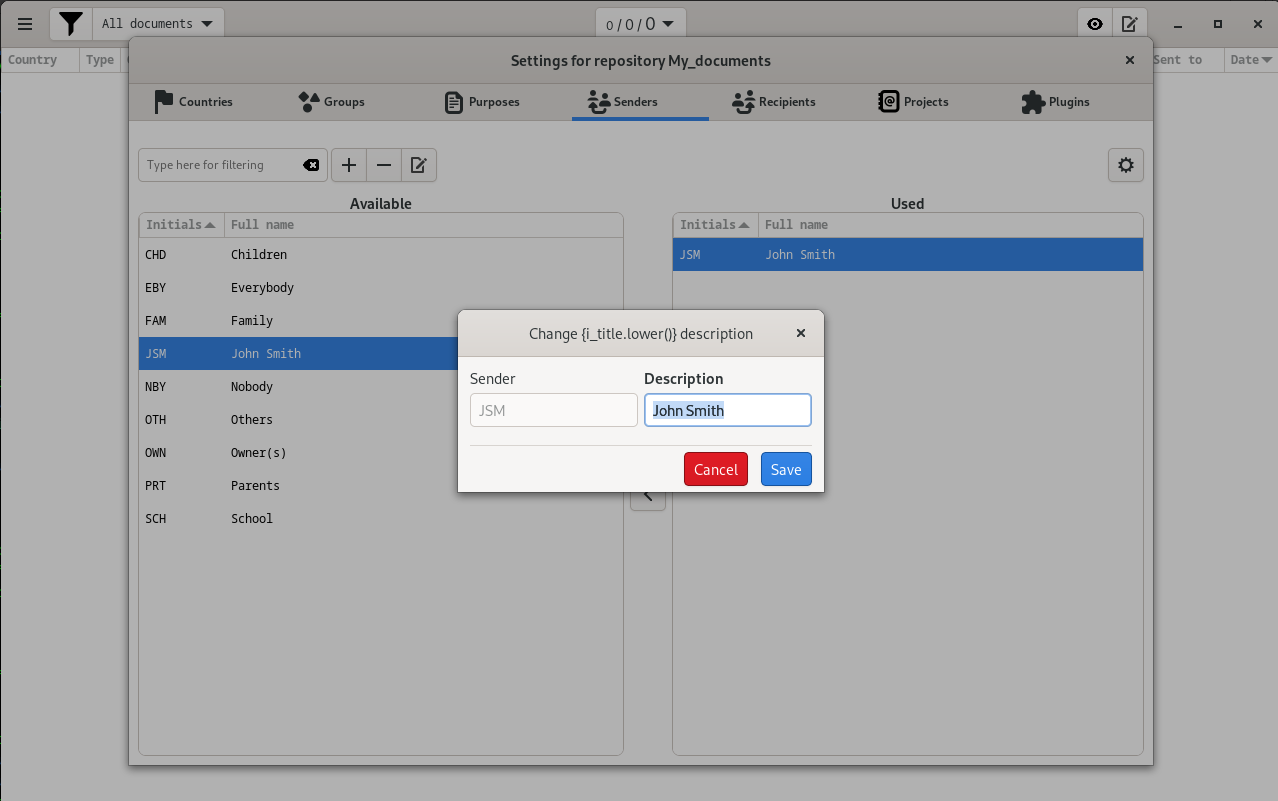 All documents
0 / 0 / 0
Country Type Sent to Date
Settings for repository My_documents
Countries Groups Purposes Senders Recipients Projects Plugins
Type here for filtering
Available
Used
Initials Full name
Initials Full name
CHD Children
JSM John Smith
EBY Everybody
FAM Family
JSM John Smith
NBY Nobody
OTH Others
OWN Owner(s)
PRT Parents
SCH School
Change {i_title.lower()} description
Sender Description
JSM John Smith
Cancel Save